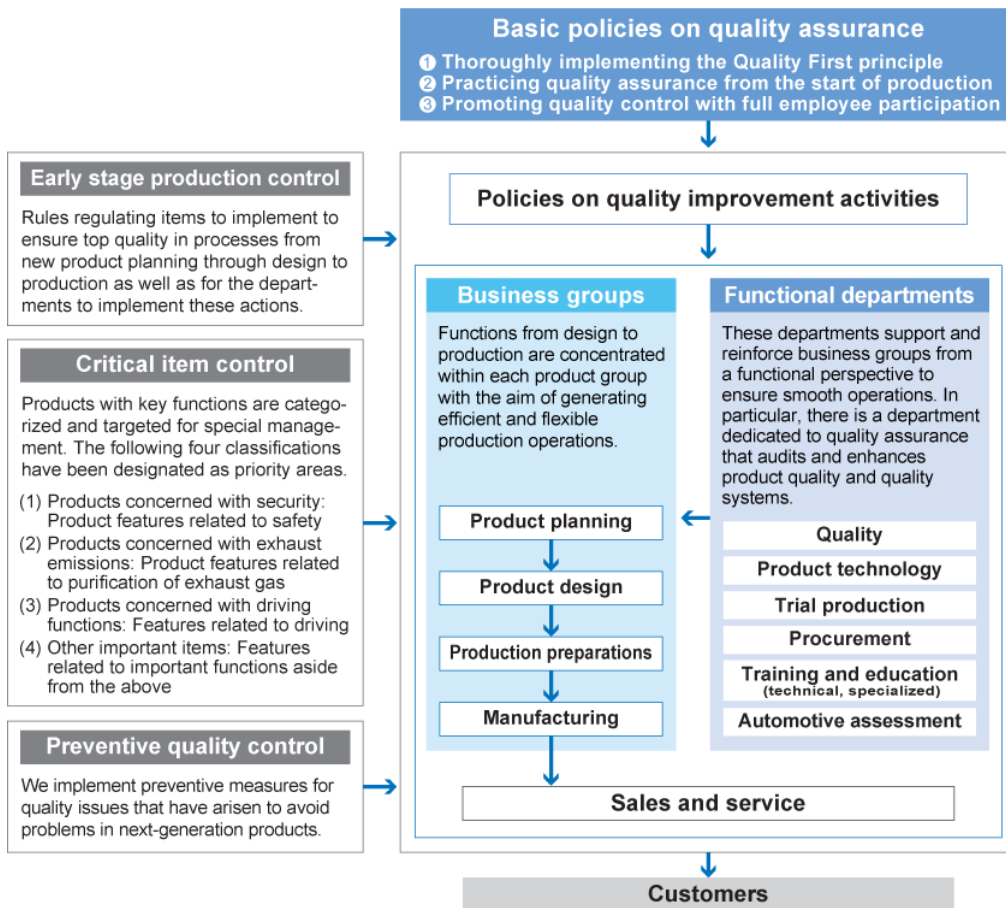 Basic policies on quality assurance
❶ Thoroughly implementing the Quality First principle
❷ Practicing quality assurance from the start of production
❸ Promoting quality control with full employee participation
Early stage production control
Rules regulating items to implement to
ensure top quality in processes from
new product planning through design to
production as well as for the depart-
ments to implement these actions.
Critical item control
Products with key functions are catego-
rized and targeted for special manage-
ment. The following four classifications
have been designated as priority areas.
(1) Products concerned with security:
Product features related to safety
(2) Products concerned with exhaust
emissions: Product features related
to purification of exhaust gas
(3) Products concerned with driving
functions: Features related to driving
(4) Other important items: Features
related to important functions aside
from the above
Preventive quality control
We implement preventive measures for
quality issues that have arisen to avoid
problems in next-generation products.
Policies on quality improvement activities
Business groups
Functions from design to
production are concentrated
within each product group
with the aim of generating
efficient and flexible
production operations.
Product planning
Product design
Production preparations
Manufacturing
Functional departments
These departments support and
reinforce business groups from
a functional perspective to
ensure smooth operations. In
particular, there is a department
dedicated to quality assurance
that audits and enhances
product quality and quality
systems.
Quality
Product technology
Trial production
Procurement
Training and education
(technical, specialized)
Automotive assessment
Sales and service
Customers